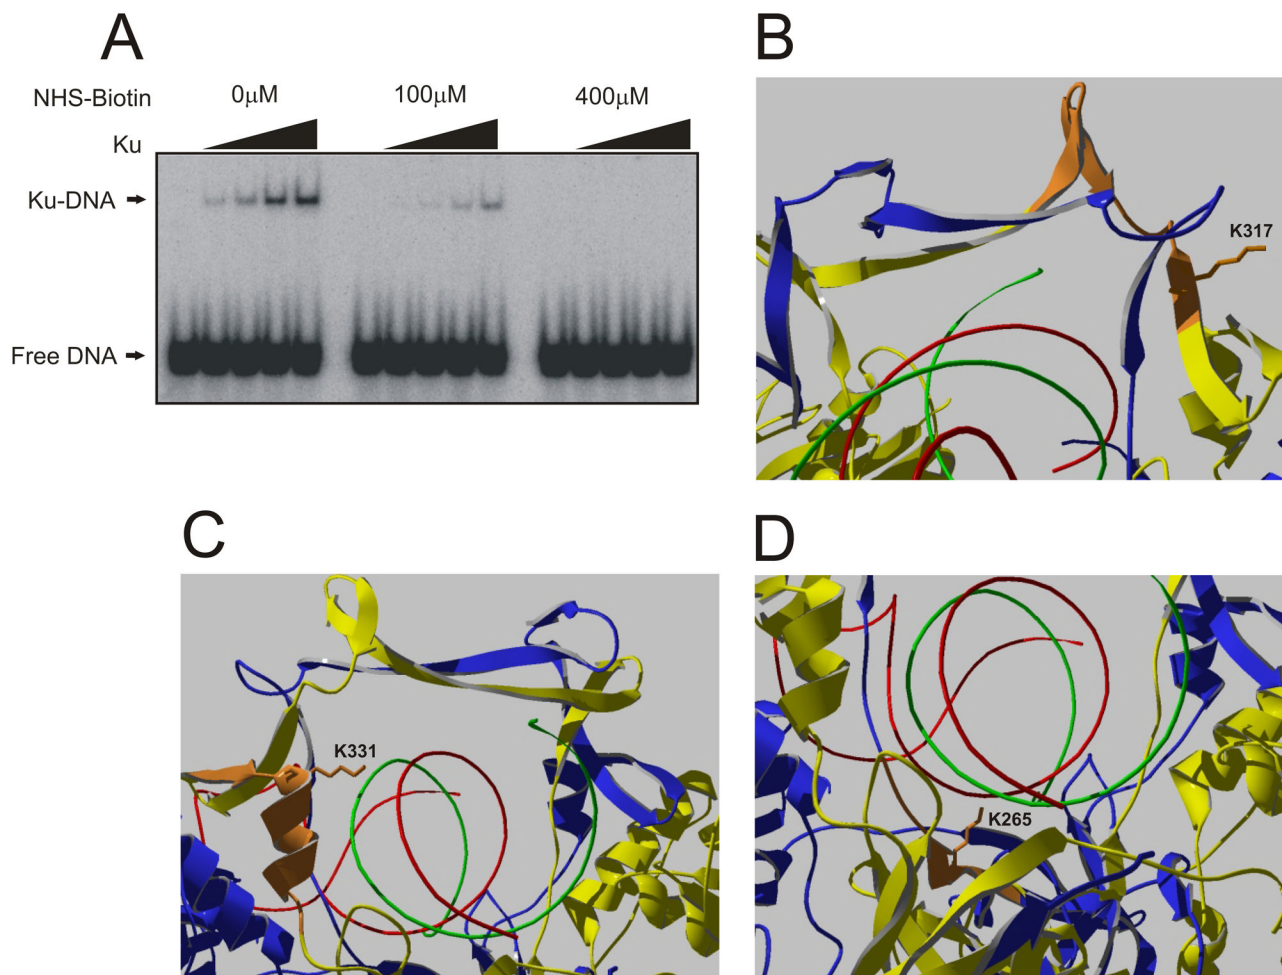 A
NHS-Biotin 0µM 100µM 400µM
Ku
Ku-DNA
Free DNA
B
K317
C
K331
D
K265